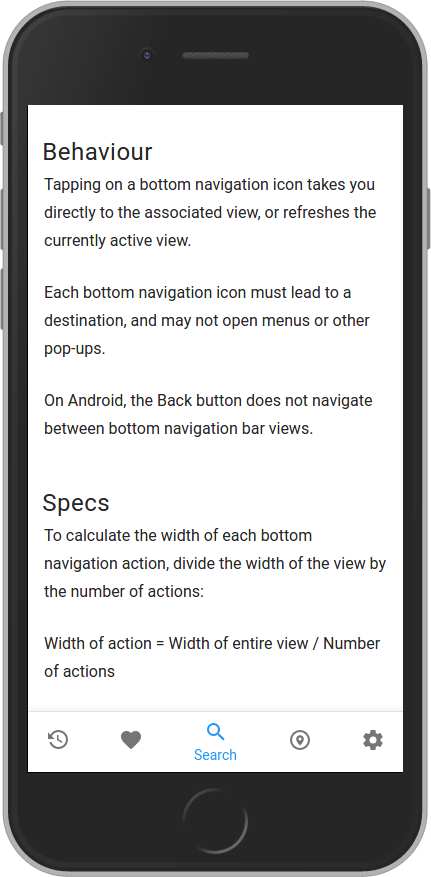 Behaviour
Tapping on a bottom navigation icon takes you
directly to the associated view, or refreshes the
currently active view.
Each bottom navigation icon must lead to a
destination, and may not open menus or other
pop-ups.
On Android, the Back button does not navigate
between bottom navigation bar views.
Specs
To calculate the width of each bottom
navigation action, divide the width of the view by
the number of actions:
Width of action = Width of entire view / Number
of actions
Search